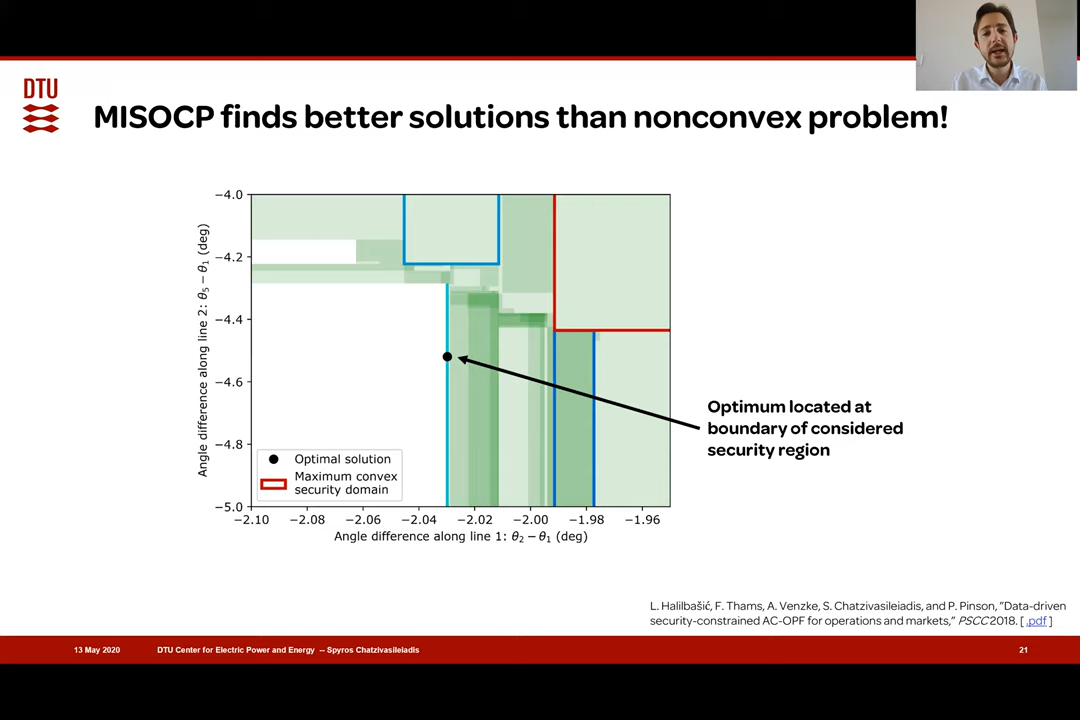 DTU
MISOCP finds better solutions than nonconvex problem!
−4.0
−4.2
−4.4
−4.6
−4.8
−5.0
Angle difference along line 2: θ5 − θ1 (deg)
Optimal solution
Maximum convex
security domain
−2.10
−2.08
−2.06
−2.04
−2.02
−2.00
−1.98
−1.96
Angle difference along line 1: θ2 − θ1 (deg)
Optimum located at
boundary of considered
security region
L. Halilbašić, F. Thams, A. Venzke, S. Chatzivasileiadis, and P. Pinson, "Data-driven
security-constrained AC-OPF for operations and markets," PSCC 2018. [ .pdf ]
13 May 2020
DTU Center for Electric Power and Energy -- Spyros Chatzivasileiadis
21